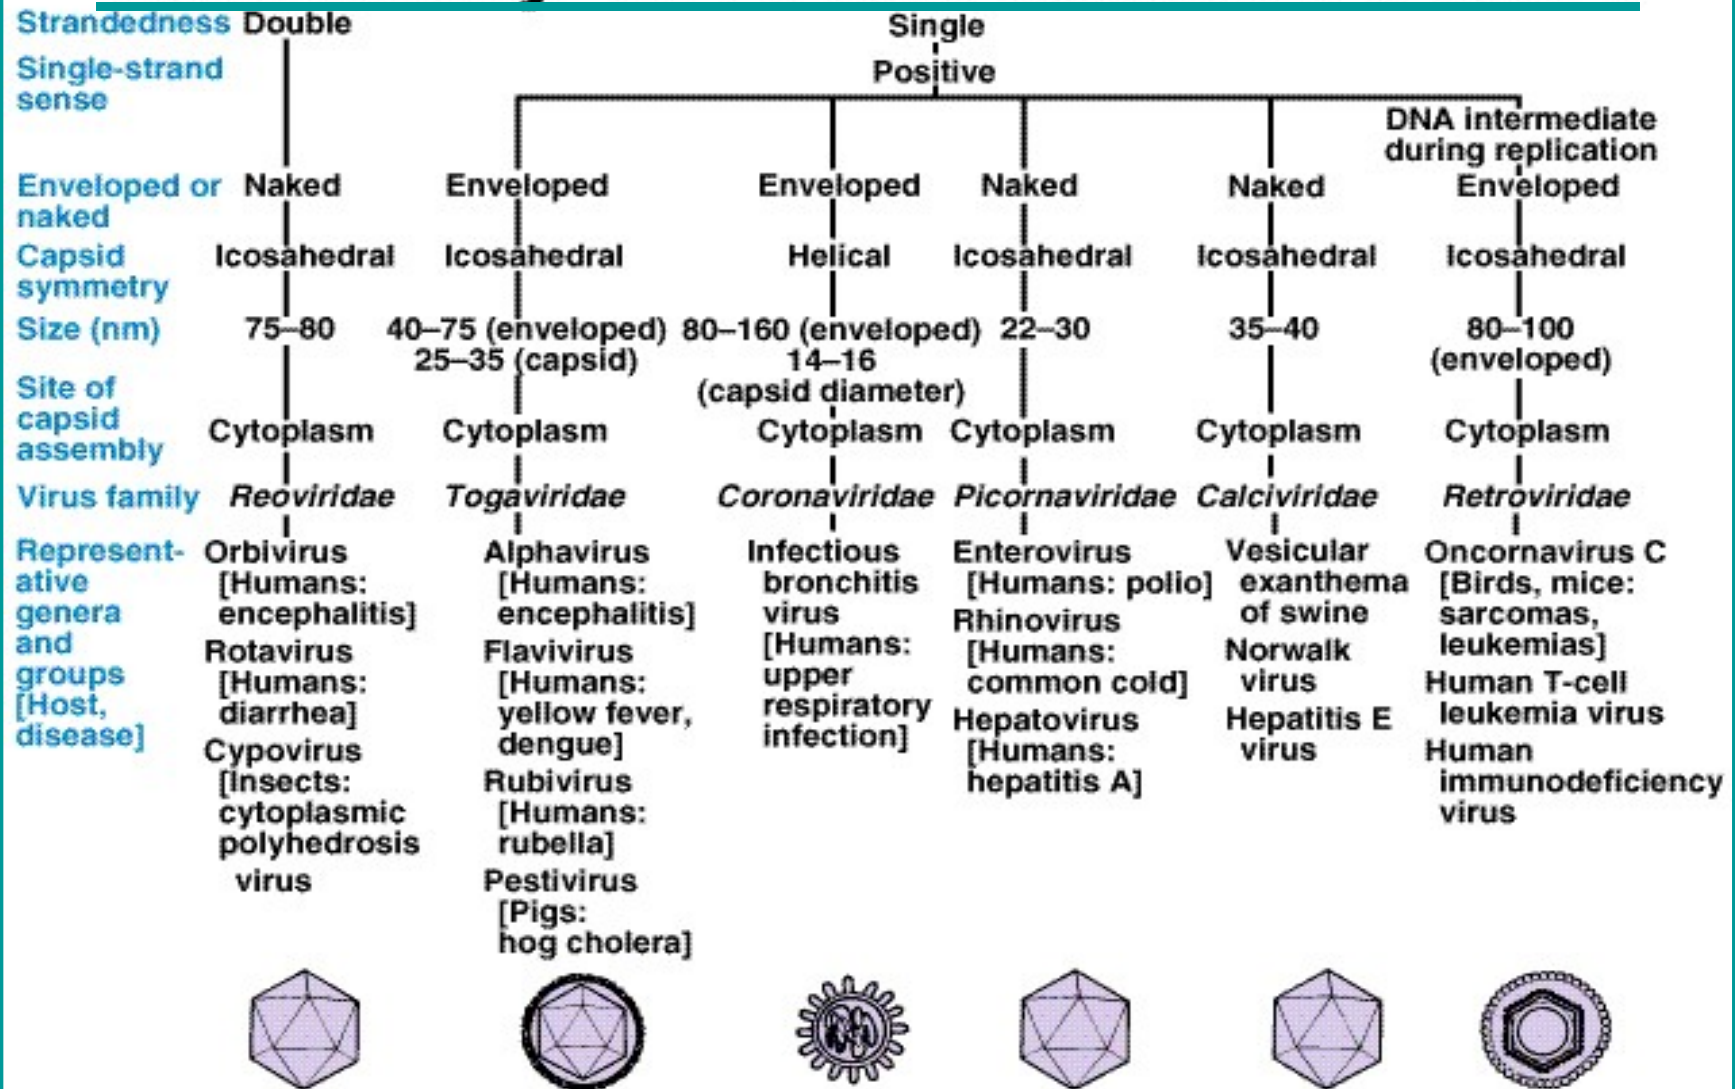 Strandedness Double Single
Single-strand sense Positive
DNA intermediate
during replication
Enveloped or naked Naked Enveloped Enveloped Naked Naked Enveloped
Capsid symmetry Icosahedral Icosahedral Helical Icosahedral Icosahedral Icosahedral
Size (nm) 75–80 40–75 (enveloped) 80–160 (enveloped) 22–30 35–40 80–100
25–35 (capsid) 14–16 (enveloped)
(capsid diameter)
Site of capsid assembly Cytoplasm Cytoplasm Cytoplasm Cytoplasm Cytoplasm Cytoplasm
Virus family Reoviridae Togaviridae Coronaviridae Picornaviridae Calciviridae Retroviridae
Represent-
ative
genera
and
groups
[Host,
disease]
Orbivirus
[Humans:
encephalitis]
Rotavirus
[Humans:
diarrhea]
Cypovirus
[Insects:
cytoplasmic
polyhedrosis
virus
Alphavirus
[Humans:
encephalitis]
Flavivirus
[Humans:
yellow fever,
dengue]
Rubivirus
[Humans:
rubella]
Pestivirus
[Pigs:
hog cholera]
Infectious
bronchitis
virus
[Humans:
upper
respiratory
infection]
Enterovirus
[Humans: polio]
Rhinovirus
[Humans:
common cold]
Hepatovirus
[Humans:
hepatitis A]
Vesicular
exanthema
of swine
Norwalk
virus
Hepatitis E
virus
Oncornavirus C
[Birds, mice:
sarcomas,
leukemias]
Human T-cell
leukemia virus
Human
immunodeficiency
virus